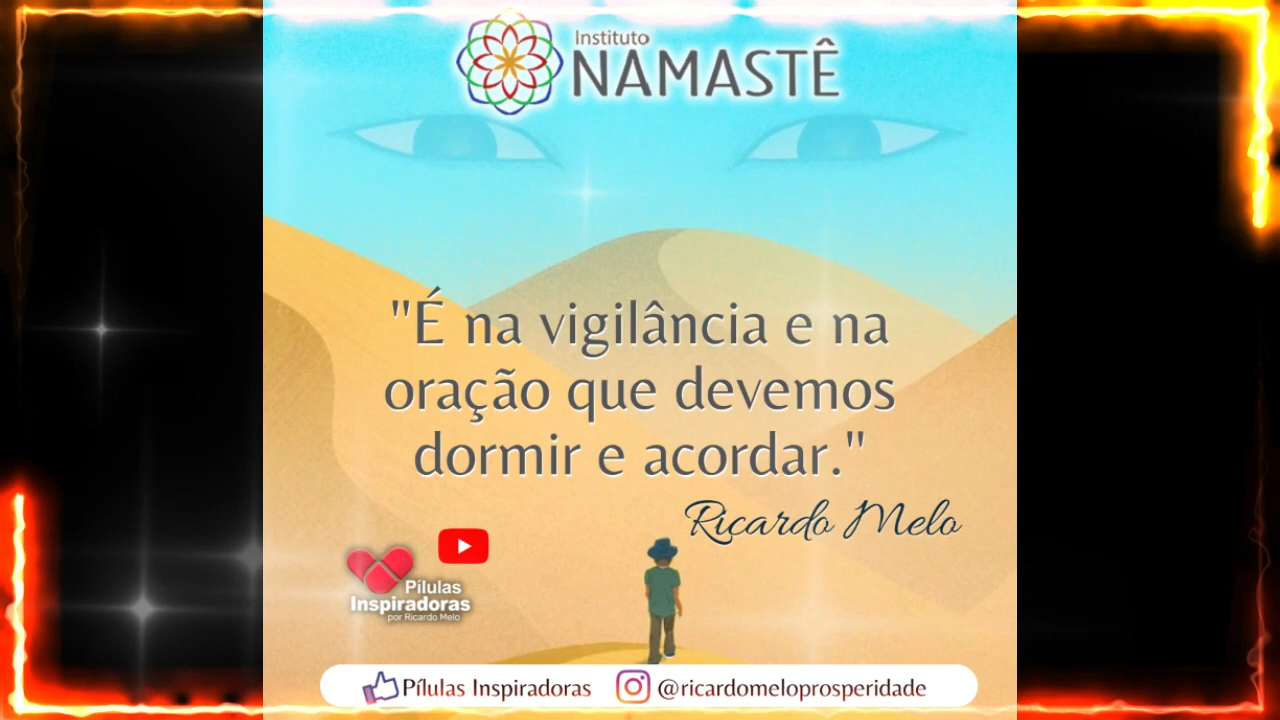 Instituto
NAMASTÊ
"É na vigilância e na
oração que devemos
dormir e acordar."
Ricardo Melo
Pílulas
Inspiradoras
por Ricardo Melo
Pílulas Inspiradoras @ricardomeloprosperidade